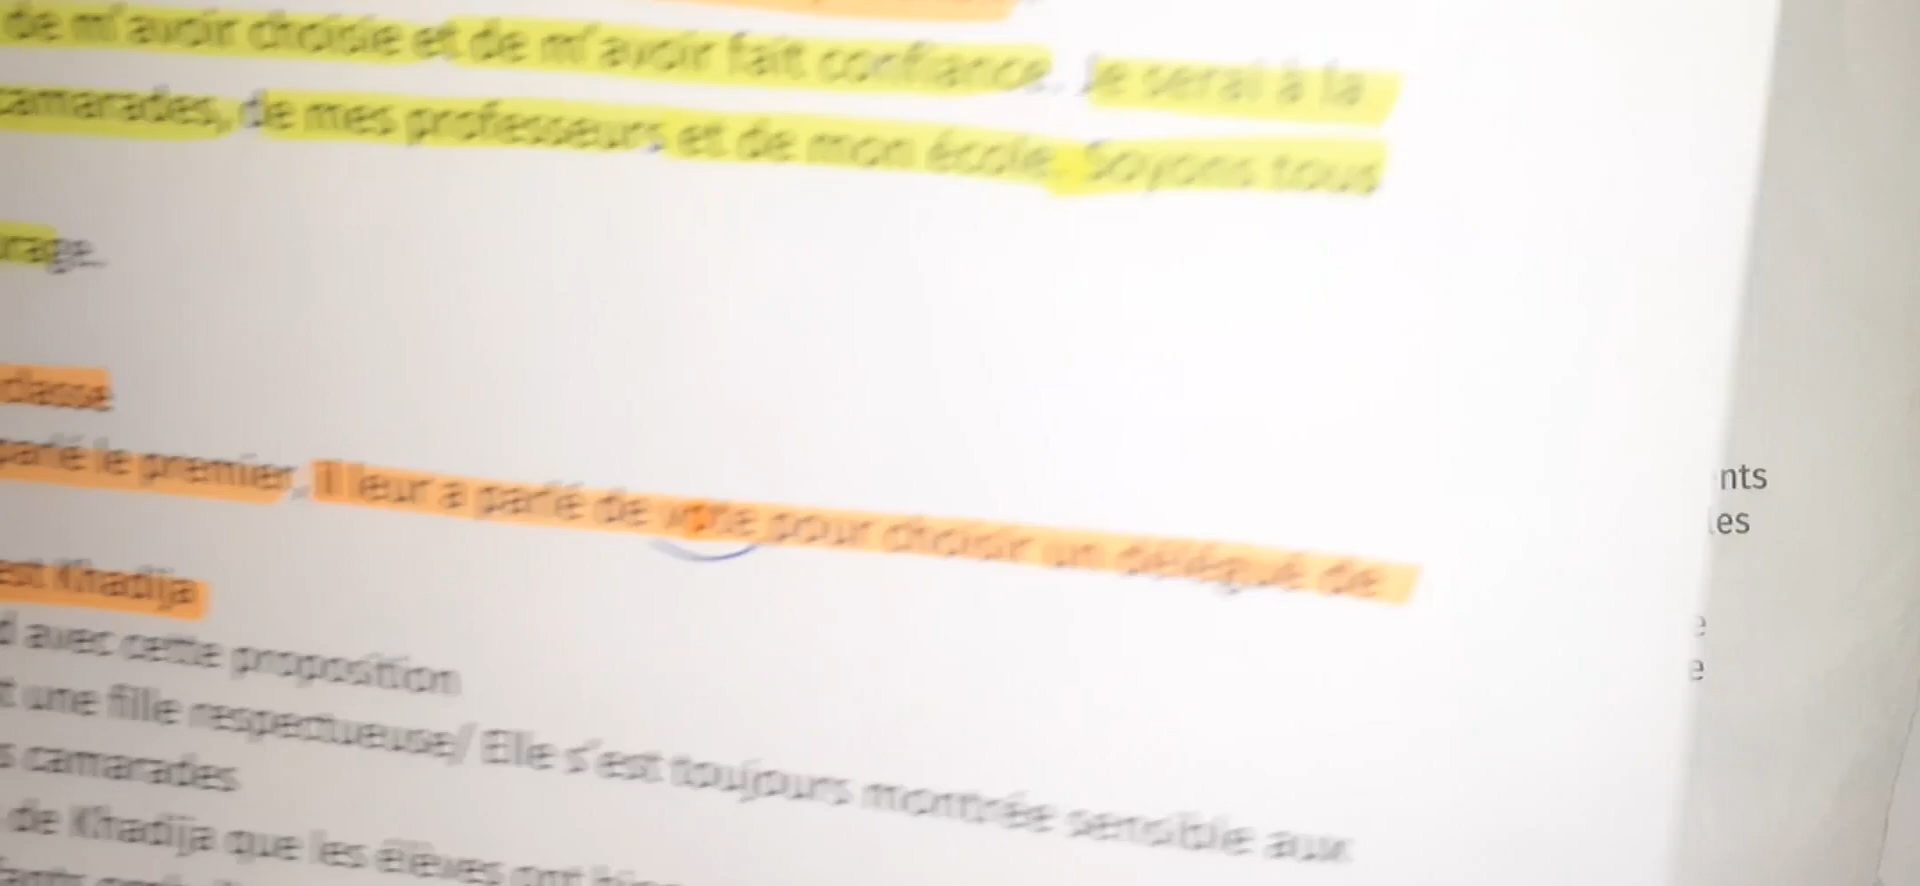 de m'avoir choisie et de m'avoir fait confiance. Je serai à la
camarades, de mes professeurs et de mon école. Soyons tous
classe
parlé le premier, il leur a parlé de vote pour choisir un délégué de
est Khadija
avec cette proposition
une fille respectueuse/ Elle s'est toujours montrée sensible aux
camarades
de Khadija que les élèves ont
nts
les
e
e